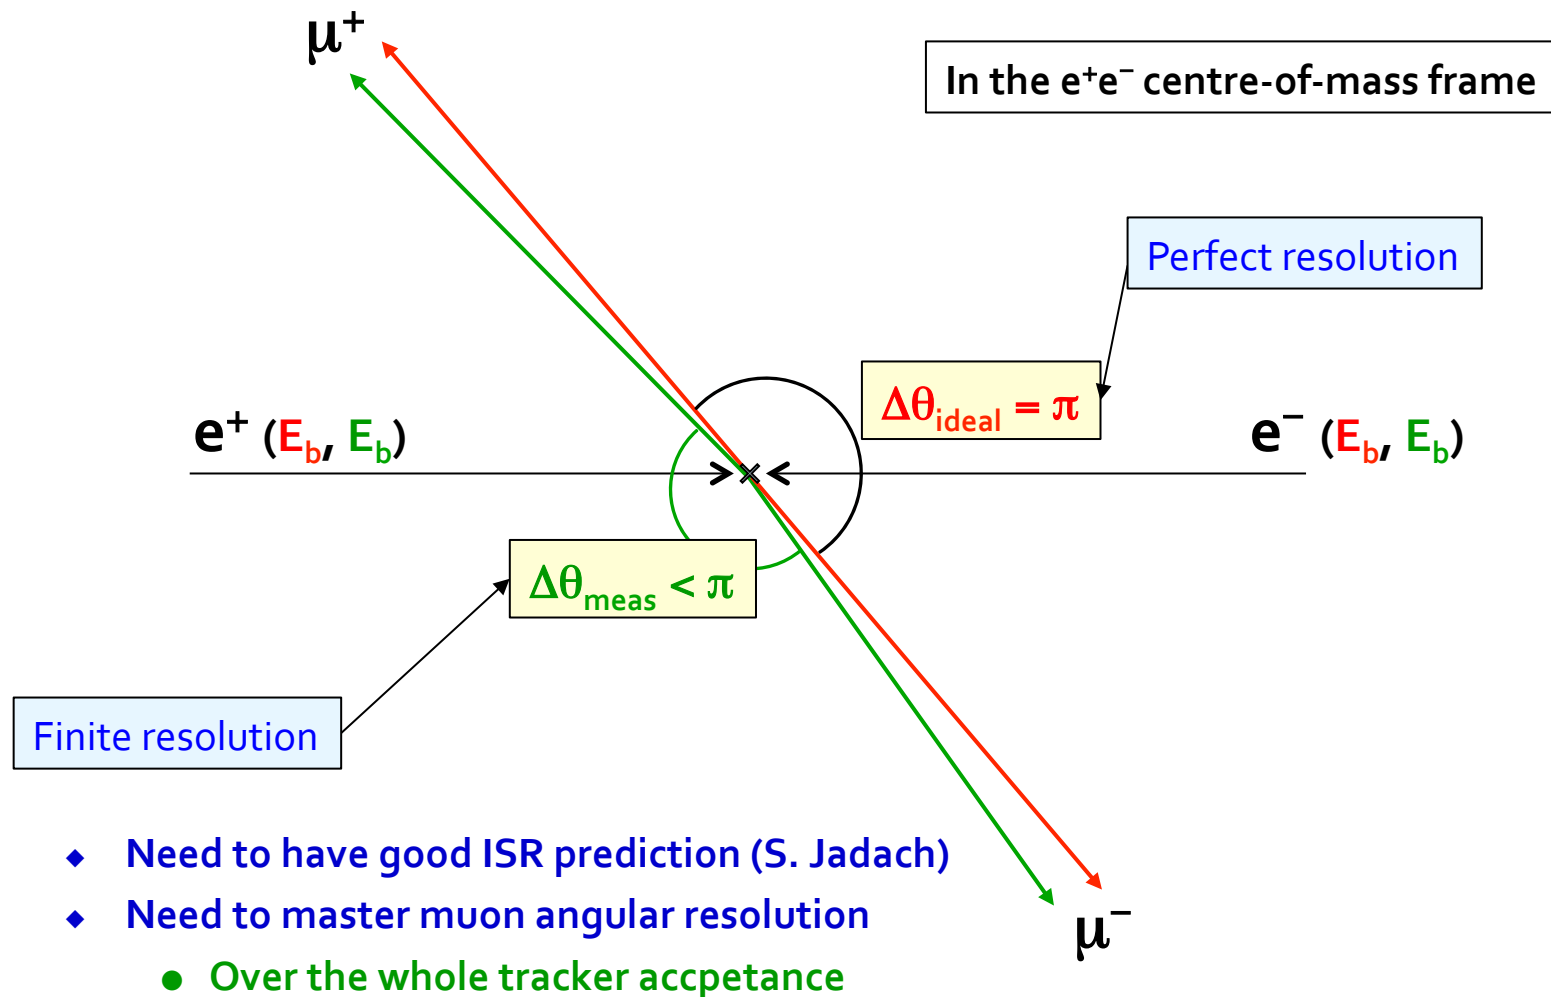 μ⁺
In the e⁺e⁻ centre-of-mass frame
Perfect resolution
Δθideal = π
e⁺ (Eb, Eb)
e⁻ (Eb, Eb)
Δθmeas < π
Finite resolution
◆ Need to have good ISR prediction (S. Jadach)
μ⁻
◆ Need to master muon angular resolution
● Over the whole tracker accpetance